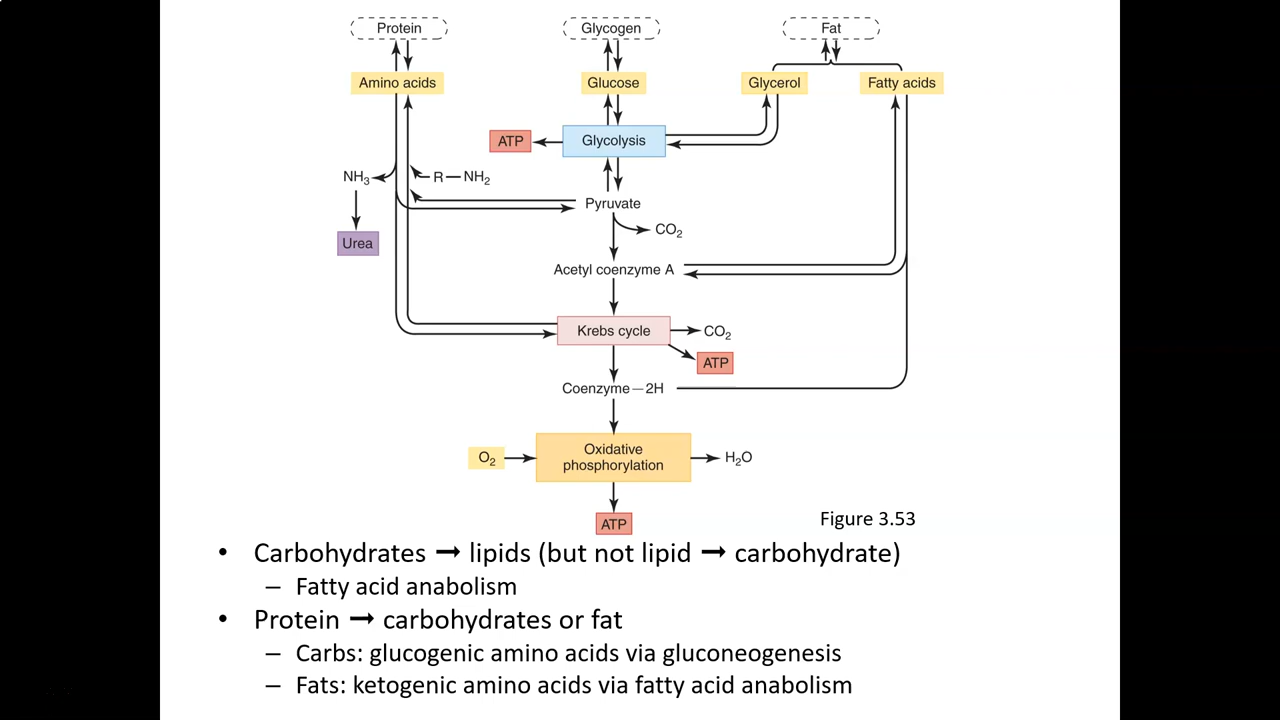 Protein Glycogen Fat
Amino acids Glucose Glycerol Fatty acids
ATP Glycolysis
NH₃ R—NH₂
Pyruvate
CO₂
Urea
Acetyl coenzyme A
Krebs cycle CO₂
ATP
Coenzyme—2H
Oxidative
phosphorylation
O₂ H₂O
ATP
Figure 3.53
• Carbohydrates ➞ lipids (but not lipid ➞ carbohydrate)
– Fatty acid anabolism
• Protein ➞ carbohydrates or fat
– Carbs: glucogenic amino acids via gluconeogenesis
– Fats: ketogenic amino acids via fatty acid anabolism